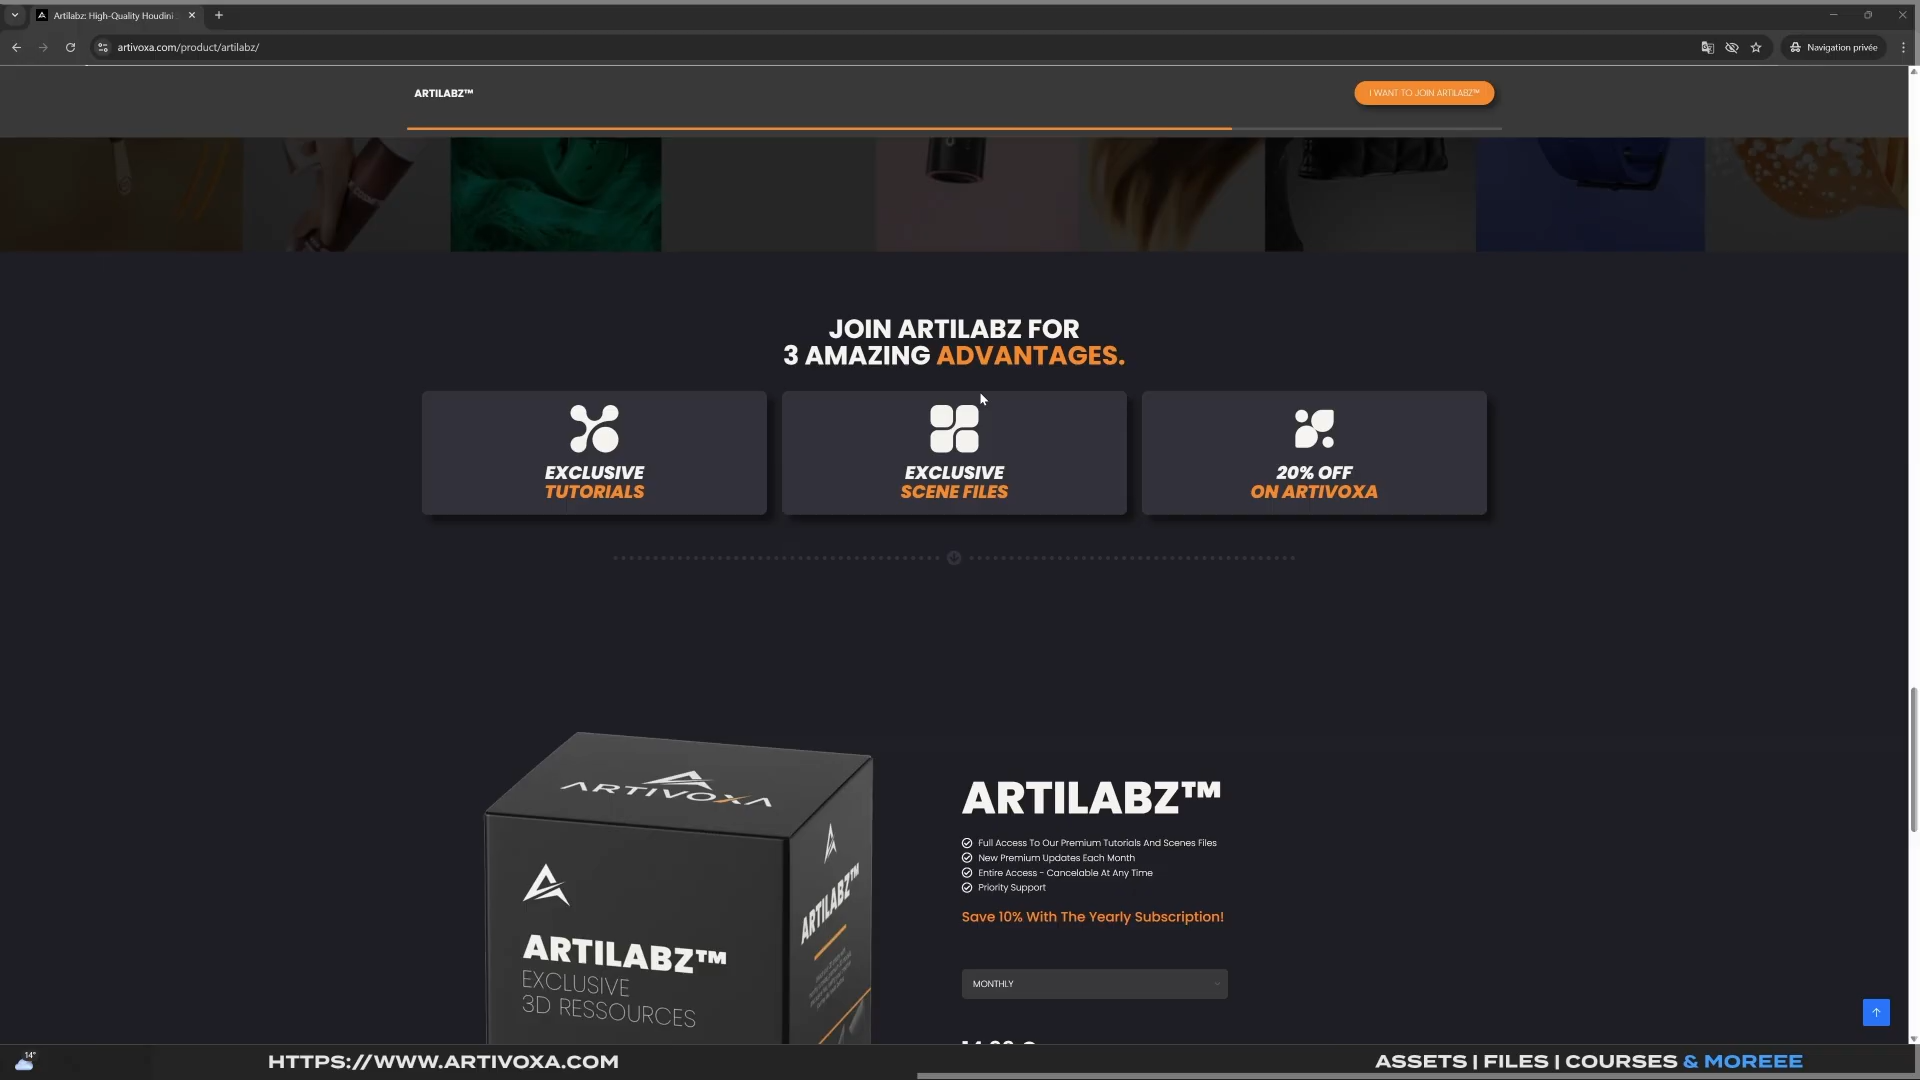 Artilabz: High-Quality Houdini
artivoxa.com/product/artilabz/
Navigation privée
ARTILABZ™
I WANT TO JOIN ARTILABZ™
JOIN ARTILABZ FOR
3 AMAZING ADVANTAGES.
EXCLUSIVE
TUTORIALS
EXCLUSIVE
SCENE FILES
20% OFF
ON ARTIVOXA
ARTIVOXA
ARTILABZ™
EXCLUSIVE
3D RESSOURCES
ARTILABZ™
ARTILABZ™
Full Access To Our Premium Tutorials And Scenes Files
New Premium Updates Each Month
Entire Access - Cancelable At Any Time
Priority Support
Save 10% With The Yearly Subscription!
MONTHLY
14°
HTTPS://WWW.ARTIVOXA.COM
ASSETS | FILES | COURSES & MOREEE